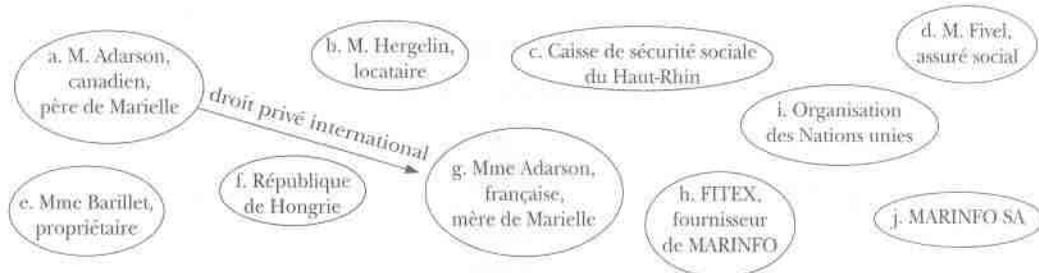 a. M. Adarson,
canadien,
père de Marielle
b. M. Hergelin,
locataire
c. Caisse de sécurité sociale
du Haut-Rhin
d. M. Fivel,
assuré social
droit privé international
i. Organisation
des Nations unies
e. Mme Barillet,
propriétaire
f. République
de Hongrie
g. Mme Adarson,
française,
mère de Marielle
h. FITEX,
fournisseur
de MARINFO
j. MARINFO SA